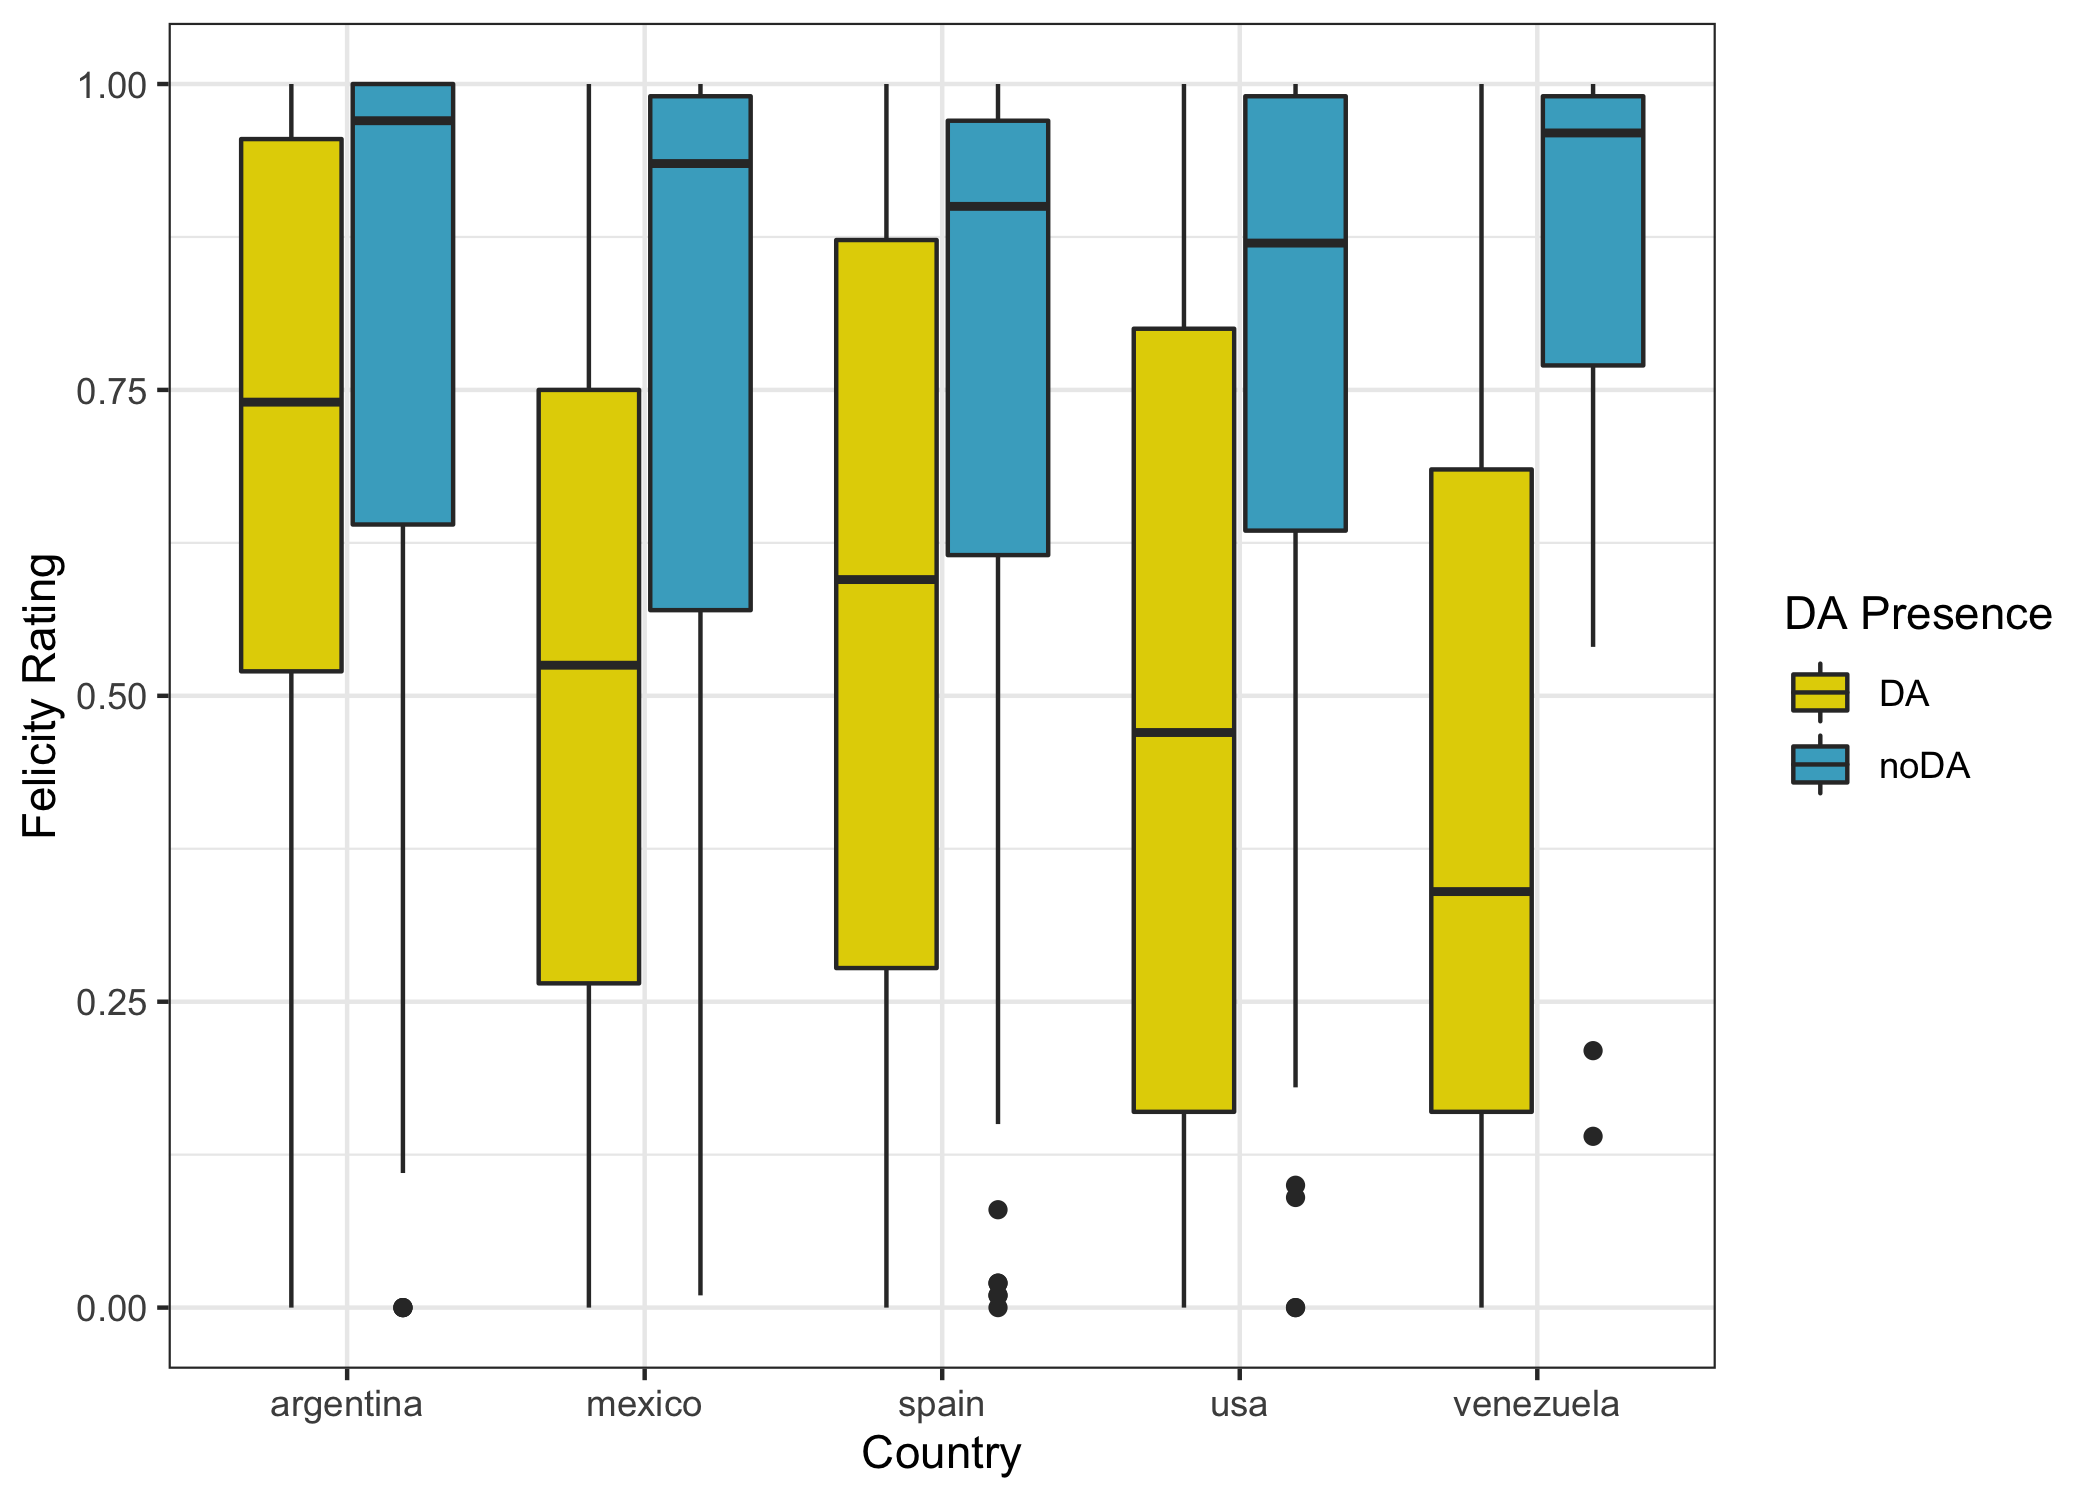 1.00
0.75
0.50
0.25
0.00
Felicity Rating
argentina
mexico
spain
usa
venezuela
Country
DA Presence
DA
noDA